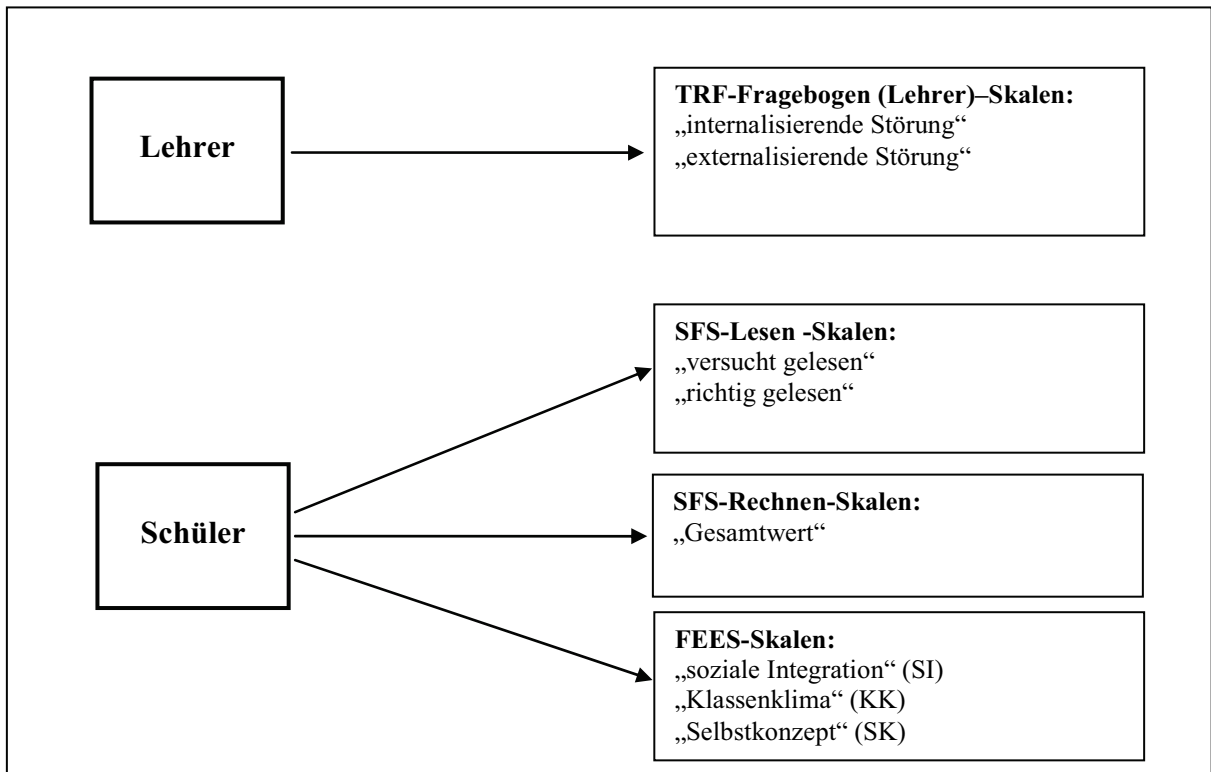 Lehrer
TRF-Fragebogen (Lehrer)–Skalen:
„internalisierende Störung“
„externalisierende Störung“
Schüler
SFS-Lesen -Skalen:
„versucht gelesen“
„richtig gelesen“
SFS-Rechnen-Skalen:
„Gesamtwert“
FEES-Skalen:
„soziale Integration“ (SI)
„Klassenklima“ (KK)
„Selbstkonzept“ (SK)